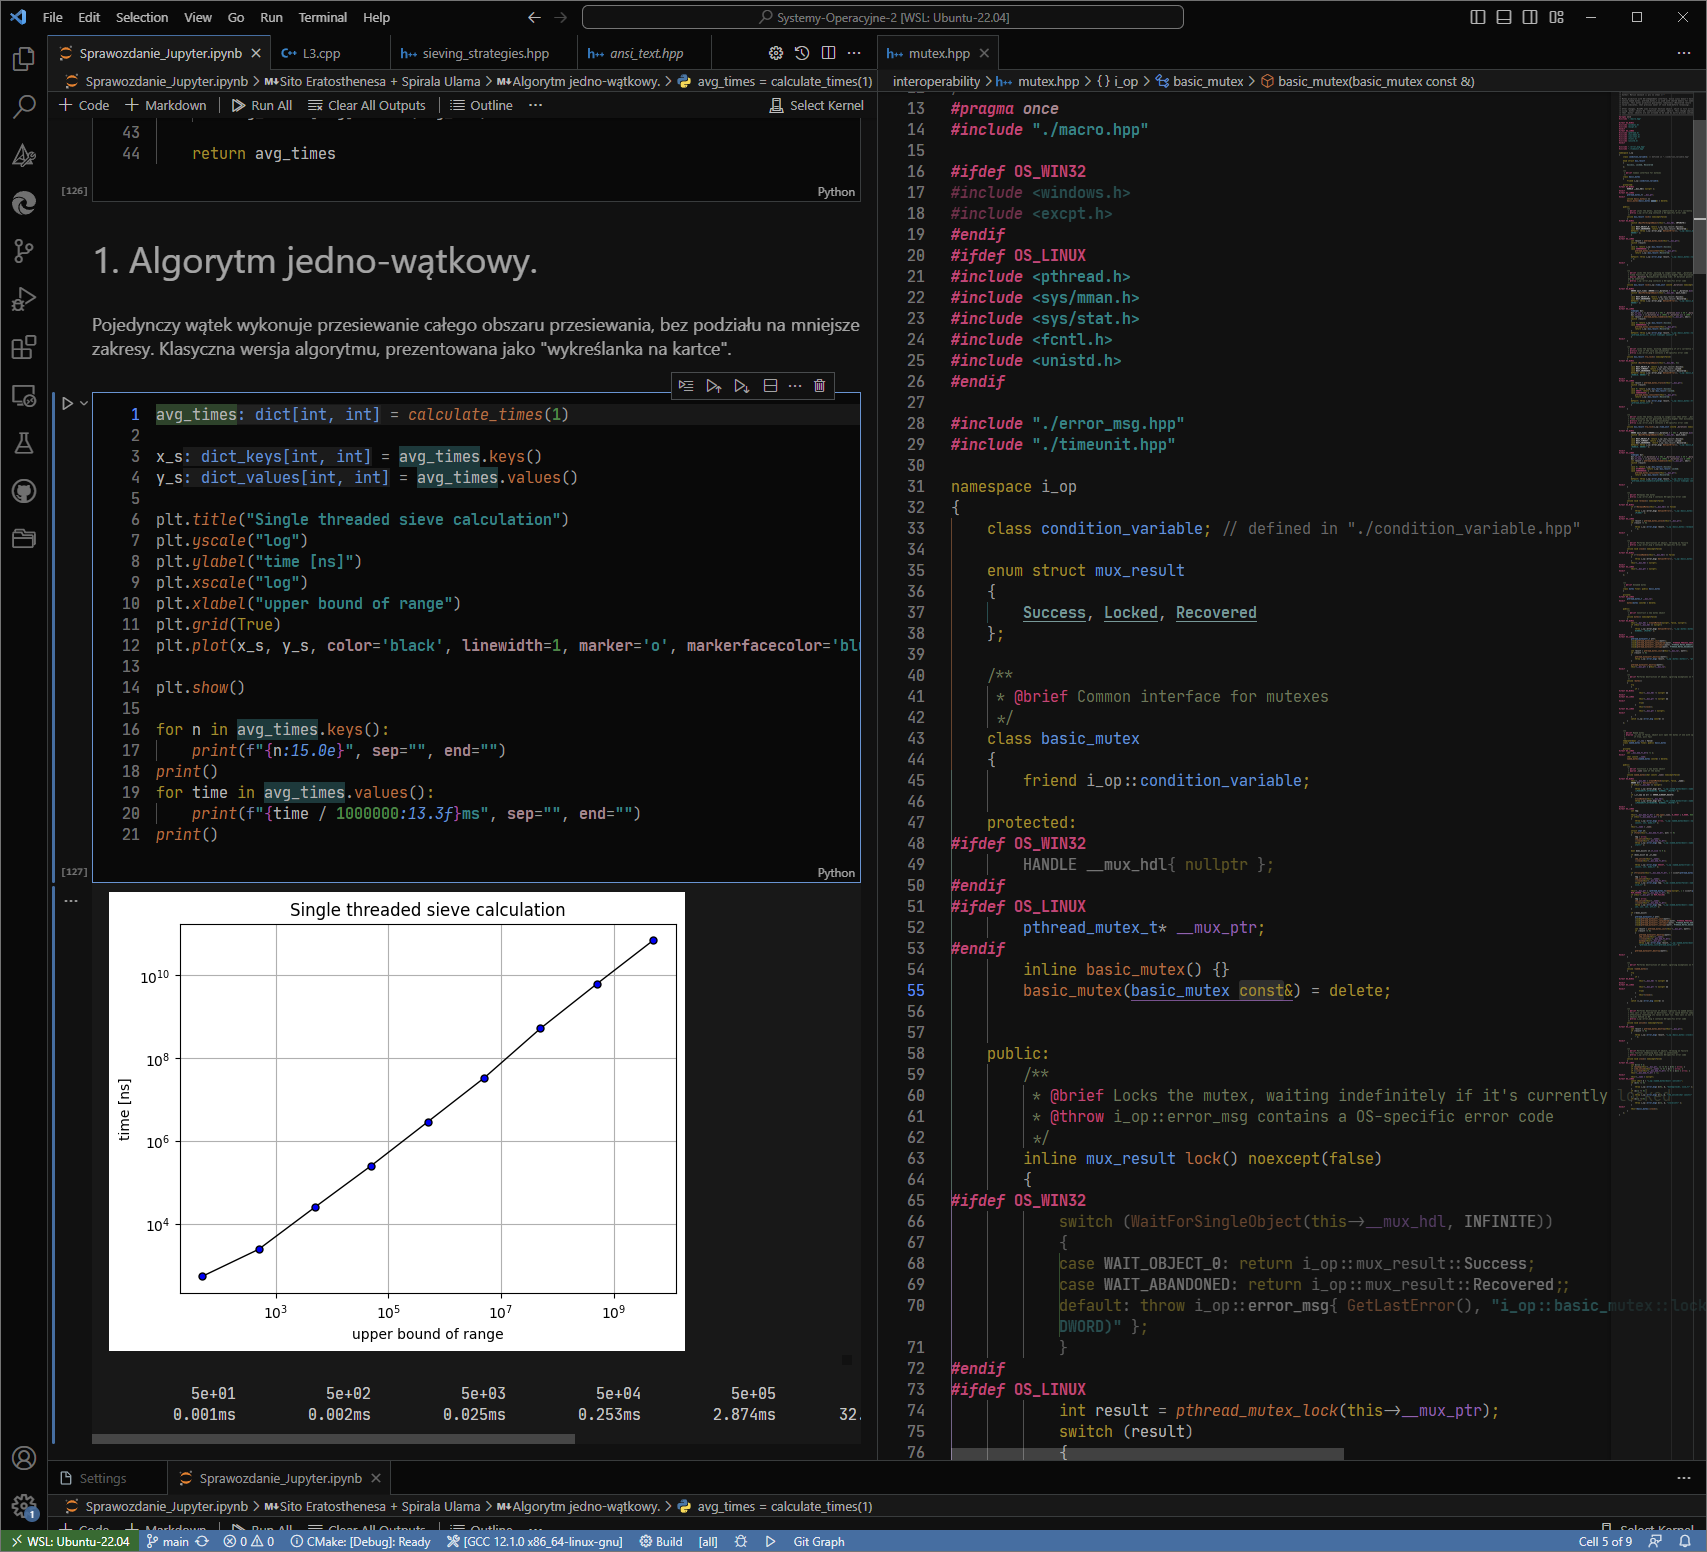 File Edit Selection View Go Run Terminal Help
Systemy-Operacyjne-2 [WSL: Ubuntu-22.04]
Sprawozdanie_Jupyter.ipynb
L3.cpp
sieving_strategies.hpp
ansi_text.hpp
Sprawozdanie_Jupyter.ipynb > M↓Sito Eratosthenesa + Spirala Ulama > M↓Algorytm jedno-wątkowy. > avg_times = calculate_times(1)
Code Markdown Run All Clear All Outputs Outline ··· Select Kernel
43
44 return avg_times
[126] Python
1. Algorytm jedno-wątkowy.
Pojedynczy wątek wykonuje przesiewanie całego obszaru przesiewania, bez podziału na mniejsze
zakresy. Klasyczna wersja algorytmu, prezentowana jako "wykreślanka na kartce".
1 avg_times: dict[int, int] = calculate_times(1)
2
3 x_s: dict_keys[int, int] = avg_times.keys()
4 y_s: dict_values[int, int] = avg_times.values()
5
6 plt.title("Single threaded sieve calculation")
7 plt.yscale("log")
8 plt.ylabel("time [ns]")
9 plt.xscale("log")
10 plt.xlabel("upper bound of range")
11 plt.grid(True)
12 plt.plot(x_s, y_s, color='black', linewidth=1, marker='o', markerfacecolor='blu
13
14 plt.show()
15
16 for n in avg_times.keys():
17 print(f"{n:15.0e}", sep="", end="")
18 print()
19 for time in avg_times.values():
20 print(f"{time / 1000000:13.3f}ms", sep="", end="")
21 print()
[127] Python
Single threaded sieve calculation
10^10
10^8
10^6
10^4
time [ns]
10^3 10^5 10^7 10^9
upper bound of range
5e+01 5e+02 5e+03 5e+04 5e+05
0.001ms 0.002ms 0.025ms 0.253ms 2.874ms 32.
mutex.hpp
interoperability > mutex.hpp > {} i_op > basic_mutex > basic_mutex(basic_mutex const &)
13 #pragma once
14 #include "./macro.hpp"
15
16 #ifdef OS_WIN32
17 #include <windows.h>
18 #include <excpt.h>
19 #endif
20 #ifdef OS_LINUX
21 #include <pthread.h>
22 #include <sys/mman.h>
23 #include <sys/stat.h>
24 #include <fcntl.h>
25 #include <unistd.h>
26 #endif
27
28 #include "./error_msg.hpp"
29 #include "./timeunit.hpp"
30
31 namespace i_op
32 {
33 class condition_variable; // defined in "./condition_variable.hpp"
34
35 enum struct mux_result
36 {
37 Success, Locked, Recovered
38 };
39
40 /**
41 * @brief Common interface for mutexes
42 */
43 class basic_mutex
44 {
45 friend i_op::condition_variable;
46
47 protected:
48 #ifdef OS_WIN32
49 HANDLE __mux_hdl{ nullptr };
50 #endif
51 #ifdef OS_LINUX
52 pthread_mutex_t* __mux_ptr;
53 #endif
54 inline basic_mutex() {}
55 basic_mutex(basic_mutex const&) = delete;
56
57
58 public:
59 /**
60 * @brief Locks the mutex, waiting indefinitely if it's currently locked
61 * @throw i_op::error_msg contains a OS-specific error code
62 */
63 inline mux_result lock() noexcept(false)
64 {
65 #ifdef OS_WIN32
66 switch (WaitForSingleObject(this->__mux_hdl, INFINITE))
67 {
68 case WAIT_OBJECT_0: return i_op::mux_result::Success;
69 case WAIT_ABANDONED: return i_op::mux_result::Recovered;;
70 default: throw i_op::error_msg{ GetLastError(), "i_op::basic_mutex::lock
DWORD)" };
71 }
72 #endif
73 #ifdef OS_LINUX
74 int result = pthread_mutex_lock(this->__mux_ptr);
75 switch (result)
76 {
Settings
Sprawozdanie_Jupyter.ipynb
Sprawozdanie_Jupyter.ipynb > M↓Sito Eratosthenesa + Spirala Ulama > M↓Algorytm jedno-wątkowy. > avg_times = calculate_times(1)
Code Markdown Run All Clear All Outputs Outline Select Kernel
1
WSL: Ubuntu-22.04 main 0 0 CMake: [Debug]: Ready [GCC 12.1.0 x86_64-linux-gnu] Build [all] Git Graph Cell 5 of 9